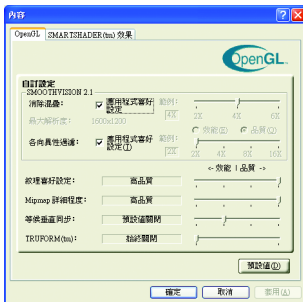 內容
OpenGL SMARTSHADER(tm) 效果
OpenGL.
自訂設定
SMOOTHVISION 2.1
消除混疊: 應用程式喜好設定 範例: 4X 2X 4X 6X
最大解析度: 1600x1200 效能(E) 品質(Q)
各向異性過濾: 應用程式喜好設定(I) 範例: 2X 2X 4X 8X 16X
<- 效能 | 品質 ->
紋理喜好設定: 高品質
Mipmap 詳細程度: 高品質
等候垂直同步: 預設值關閉
TRUFORM(tm): 始終關閉
預設值(D)
確定 取消 套用(A)